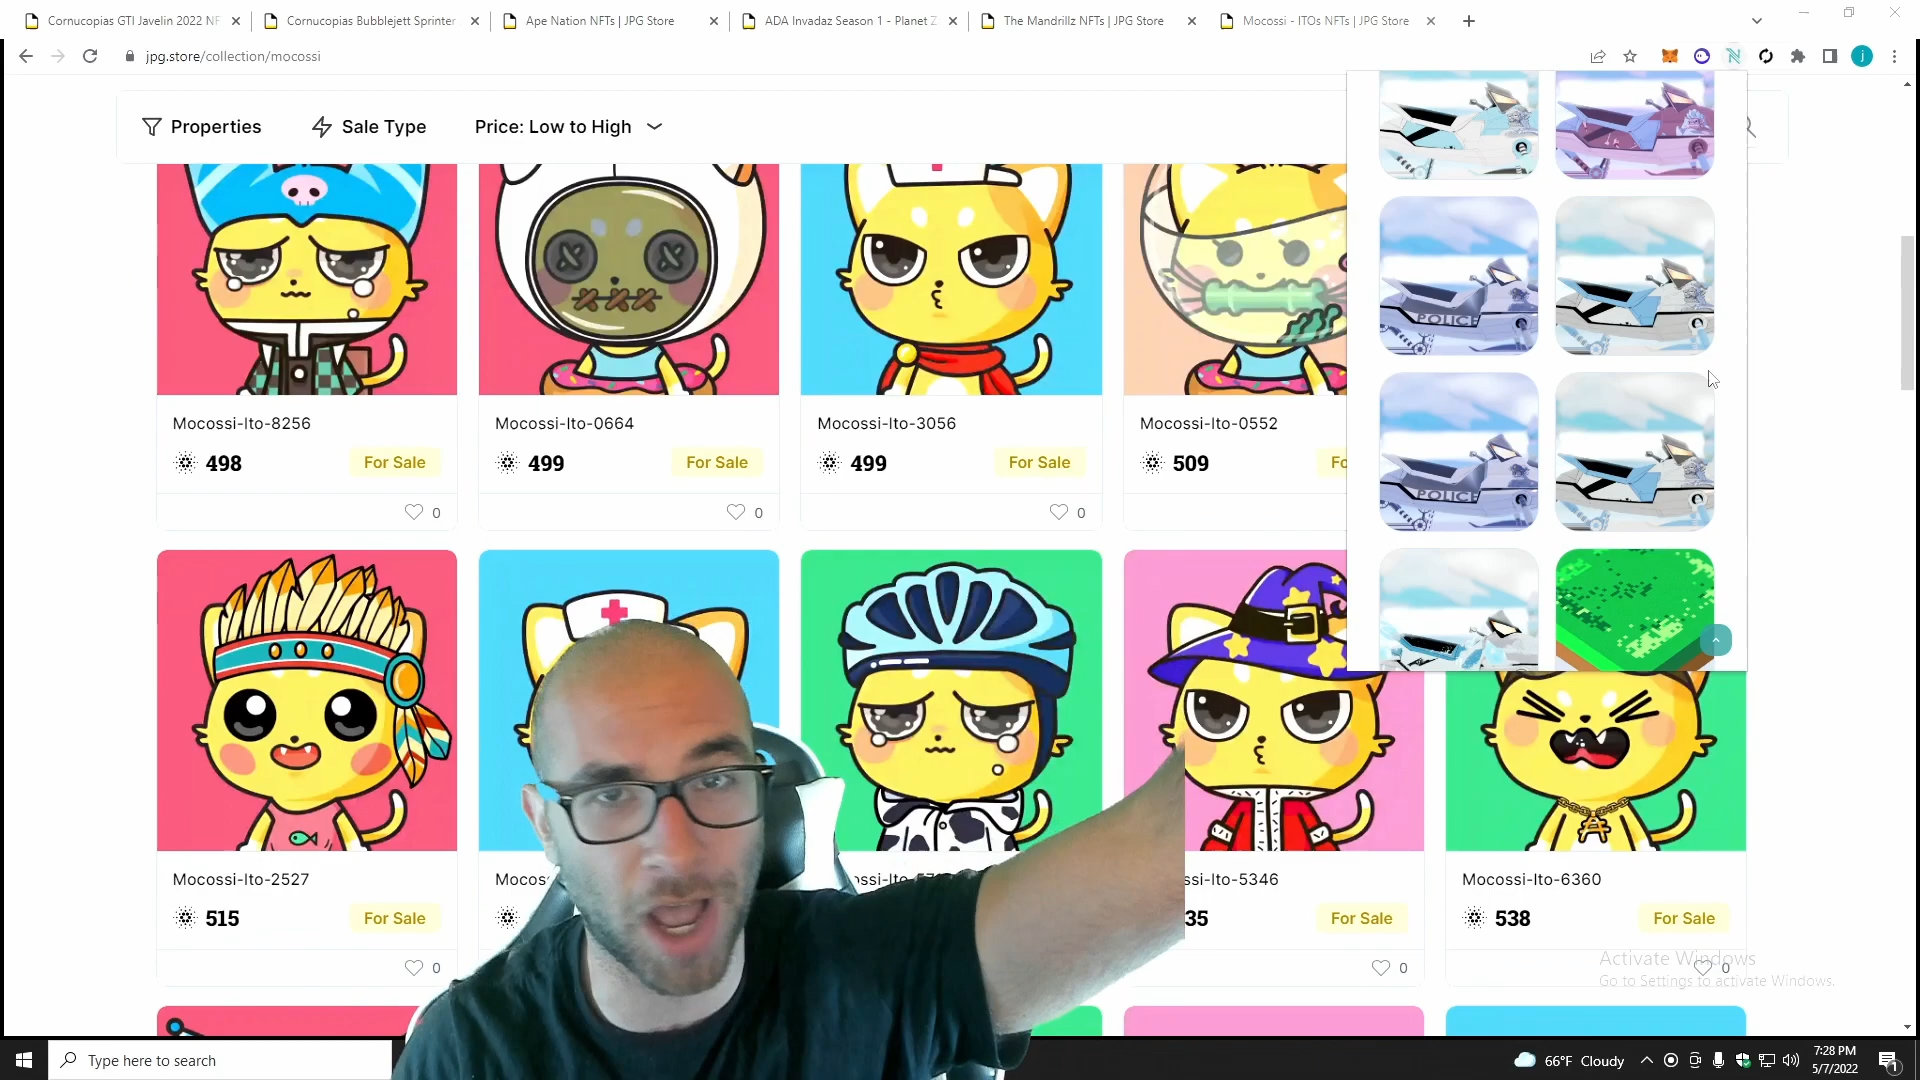 Cornucopias GTI Javelin 2022 NF
Cornucopias Bubblejett Sprinter
Ape Nation NFTs | JPG Store
ADA Invadaz Season 1 - Planet Z
The Mandrillz NFTs | JPG Store
Mocossi - ITOs NFTs | JPG Store
jpg.store/collection/mocossi
j
Properties
Sale Type
Price: Low to High
POLICE
POLICE
Mocossi-Ito-8256
Mocossi-Ito-0664
Mocossi-Ito-3056
Mocossi-Ito-0552
498
For Sale
499
For Sale
499
For Sale
509
Fo
0
0
0
Mocossi-Ito-2527
Mocos
ssi-Ito-5346
Mocossi-Ito-6360
515
For Sale
35
For Sale
538
For Sale
0
0
0
Activate Windows
Go to Settings to activate Windows.
Type here to search
66°F Cloudy
7:28 PM
5/7/2022
1